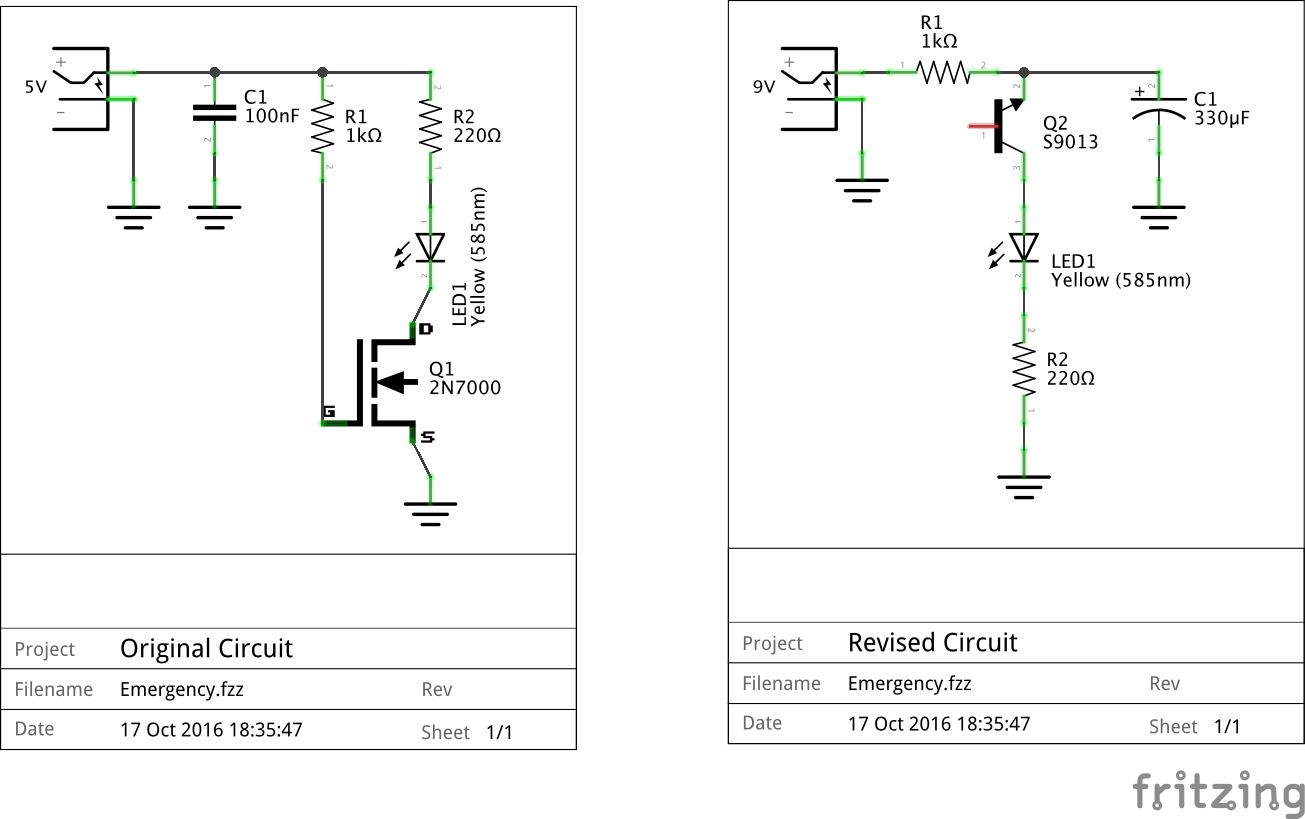 5V
+
−
1
2
C1
100nF
1
2
R1
1kΩ
2
1
R2
220Ω
1
2
LED1
Yellow (585nm)
D
G
S
Q1
2N7000
Project Original Circuit
Filename Emergency.fzz Rev
Date 17 Oct 2016 18:35:47 Sheet 1/1
R1
1kΩ
9V
+
−
1 2
2
1
3
Q2
S9013
+
2
1
C1
330µF
1
2
LED1
Yellow (585nm)
2
1
R2
220Ω
Project Revised Circuit
Filename Emergency.fzz Rev
Date 17 Oct 2016 18:35:47 Sheet 1/1
fritzing